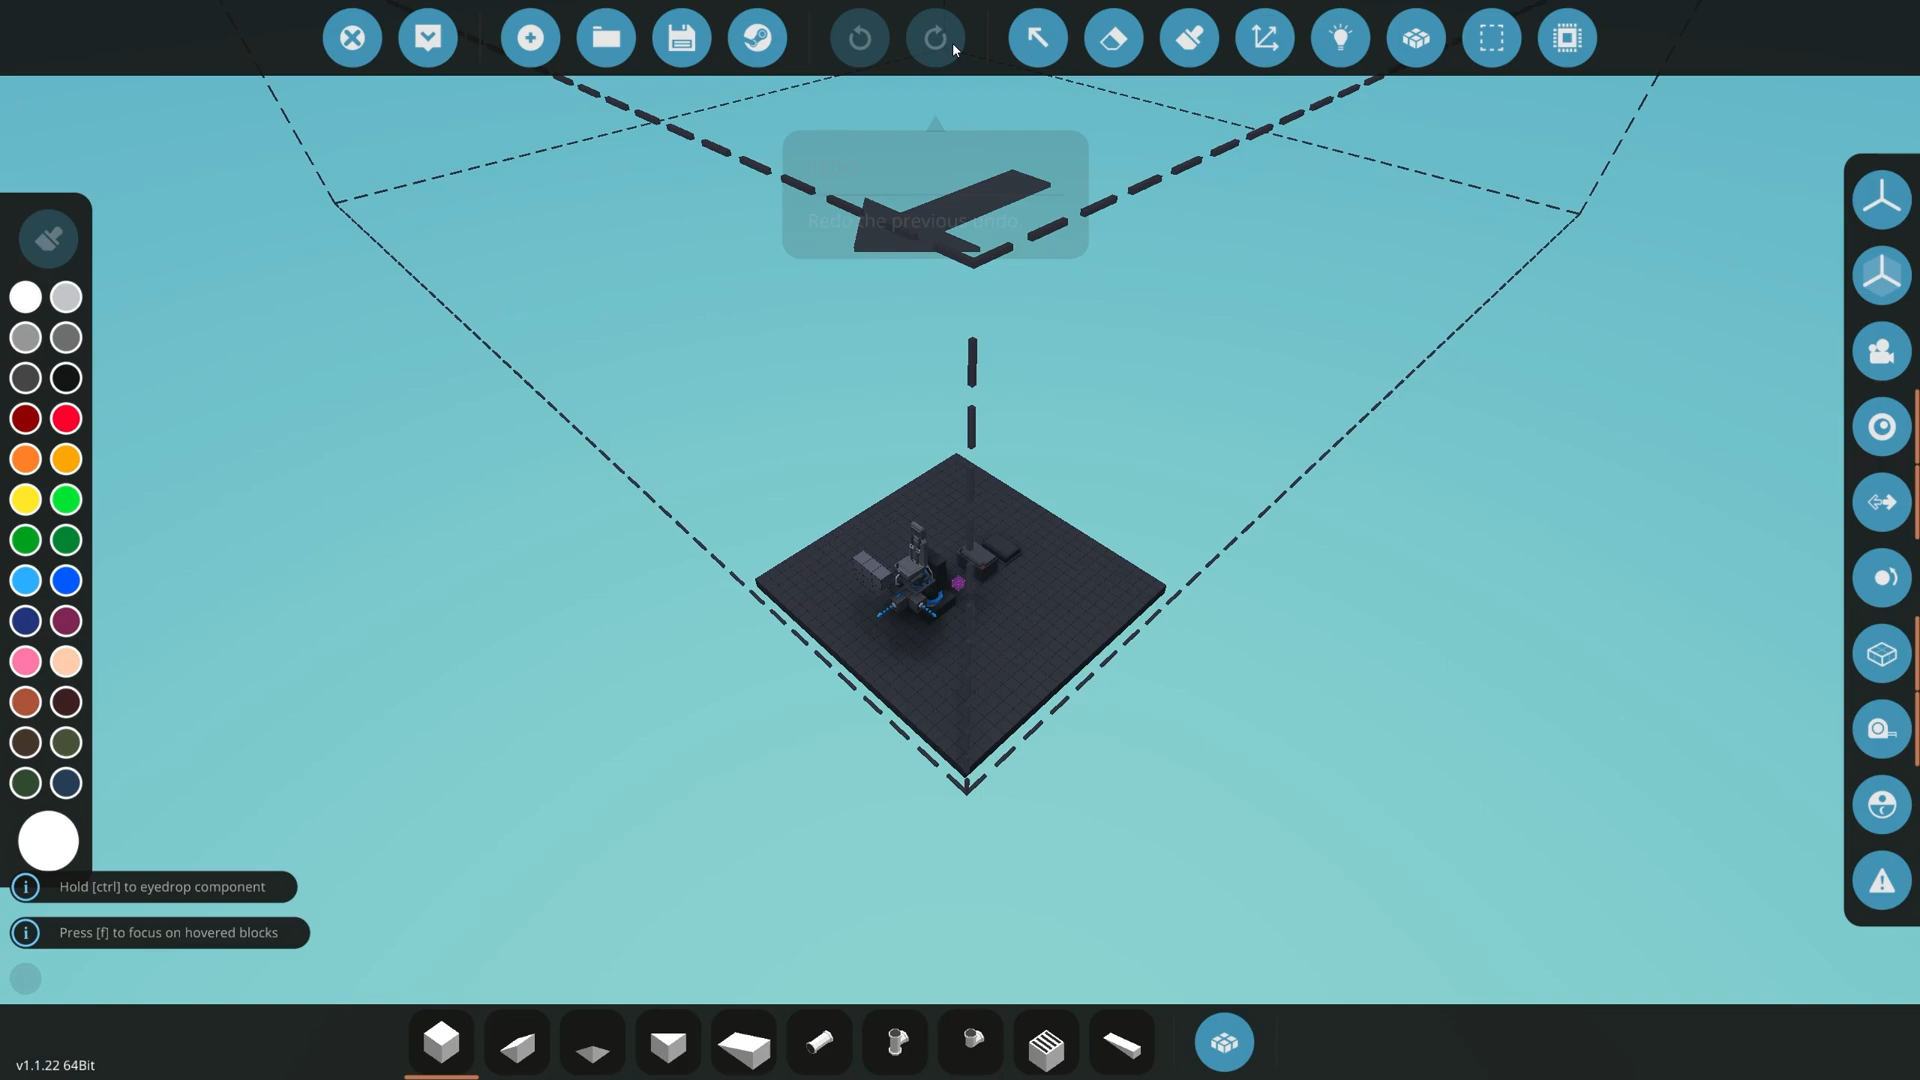 Redo the previous undo.
Hold [ctrl] to eyedrop component
Press [f] to focus on hovered blocks
v1.1.22 64Bit